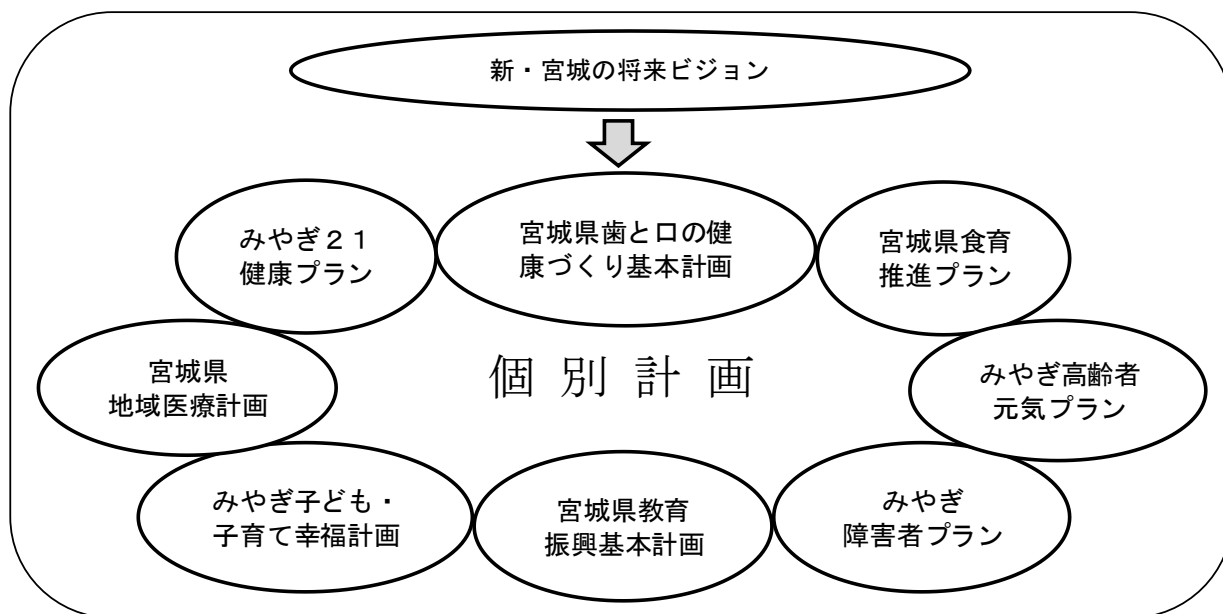 新・宮城の将来ビジョン
宮城県歯と口の健
康づくり基本計画
みやぎ２１
健康プラン
宮城県食育
推進プラン
宮城県
地域医療計画
個別計画
みやぎ高齢者
元気プラン
みやぎ子ども・
子育て幸福計画
宮城県教育
振興基本計画
みやぎ
障害者プラン